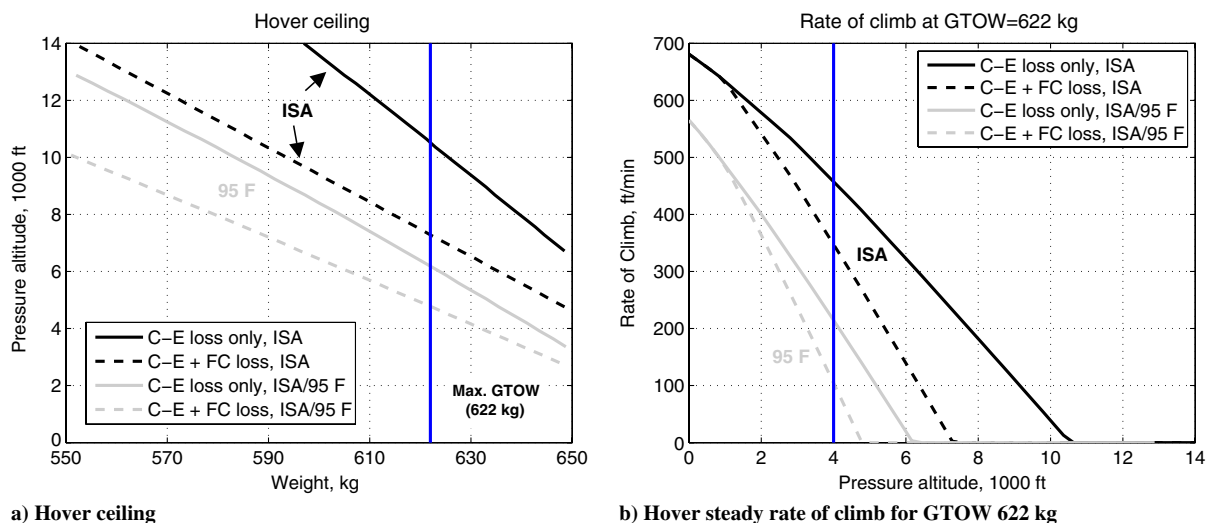 Hover ceiling
14
12
10
8
6
4
2
0
Pressure altitude, 1000 ft
ISA
95 F
C−E loss only, ISA
C−E + FC loss, ISA
C−E loss only, ISA/95 F
C−E + FC loss, ISA/95 F
Max. GTOW
(622 kg)
550 570 590 610 630 650
Weight, kg
a) Hover ceiling
Rate of climb at GTOW=622 kg
700
600
500
400
300
200
100
0
Rate of Climb, ft/min
C−E loss only, ISA
C−E + FC loss, ISA
C−E loss only, ISA/95 F
C−E + FC loss, ISA/95 F
ISA
95 F
0 2 4 6 8 10 12 14
Pressure altitude, 1000 ft
b) Hover steady rate of climb for GTOW 622 kg